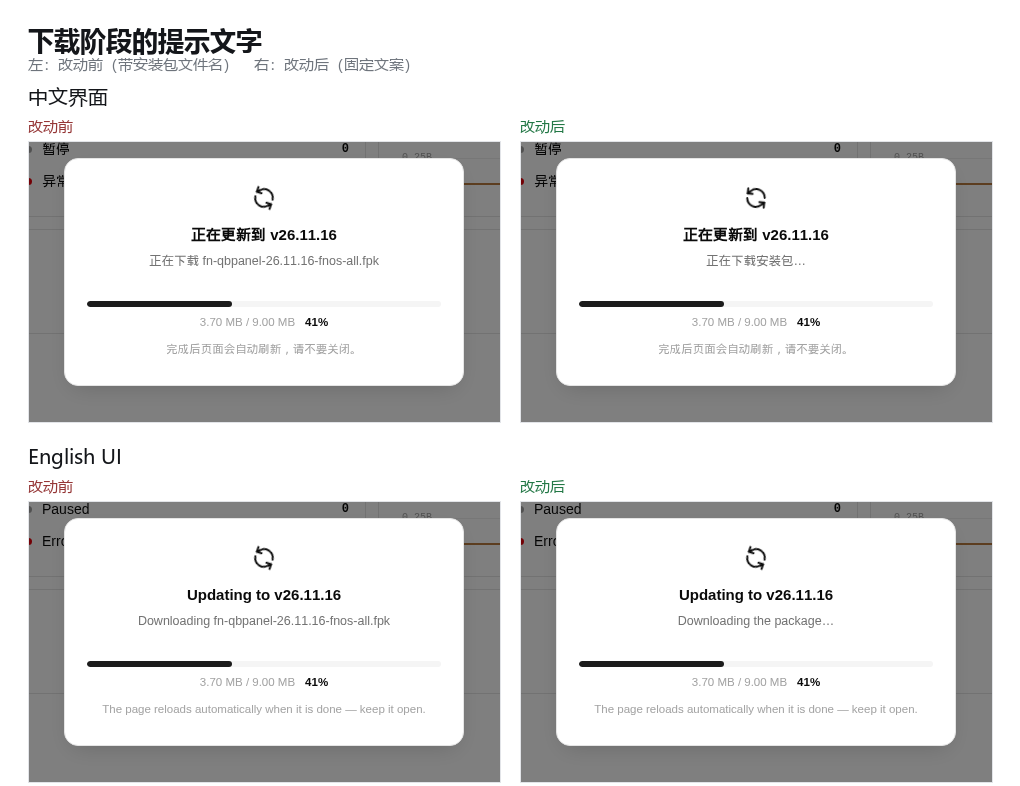 下载阶段的提示文字
左：改动前（带安装包文件名） 右：改动后（固定文案）
中文界面
改动前
改动后
暂停 0
0.25B
异常
正在更新到 v26.11.16
正在下载 fn-qbpanel-26.11.16-fnos-all.fpk
3.70 MB / 9.00 MB 41%
完成后页面会自动刷新，请不要关闭。
暂停 0
0.25B
异常
正在更新到 v26.11.16
正在下载安装包…
3.70 MB / 9.00 MB 41%
完成后页面会自动刷新，请不要关闭。
English UI
改动前
改动后
Paused 0
0.25B
Erro
Updating to v26.11.16
Downloading fn-qbpanel-26.11.16-fnos-all.fpk
3.70 MB / 9.00 MB 41%
The page reloads automatically when it is done — keep it open.
Paused 0
0.25B
Erro
Updating to v26.11.16
Downloading the package…
3.70 MB / 9.00 MB 41%
The page reloads automatically when it is done — keep it open.